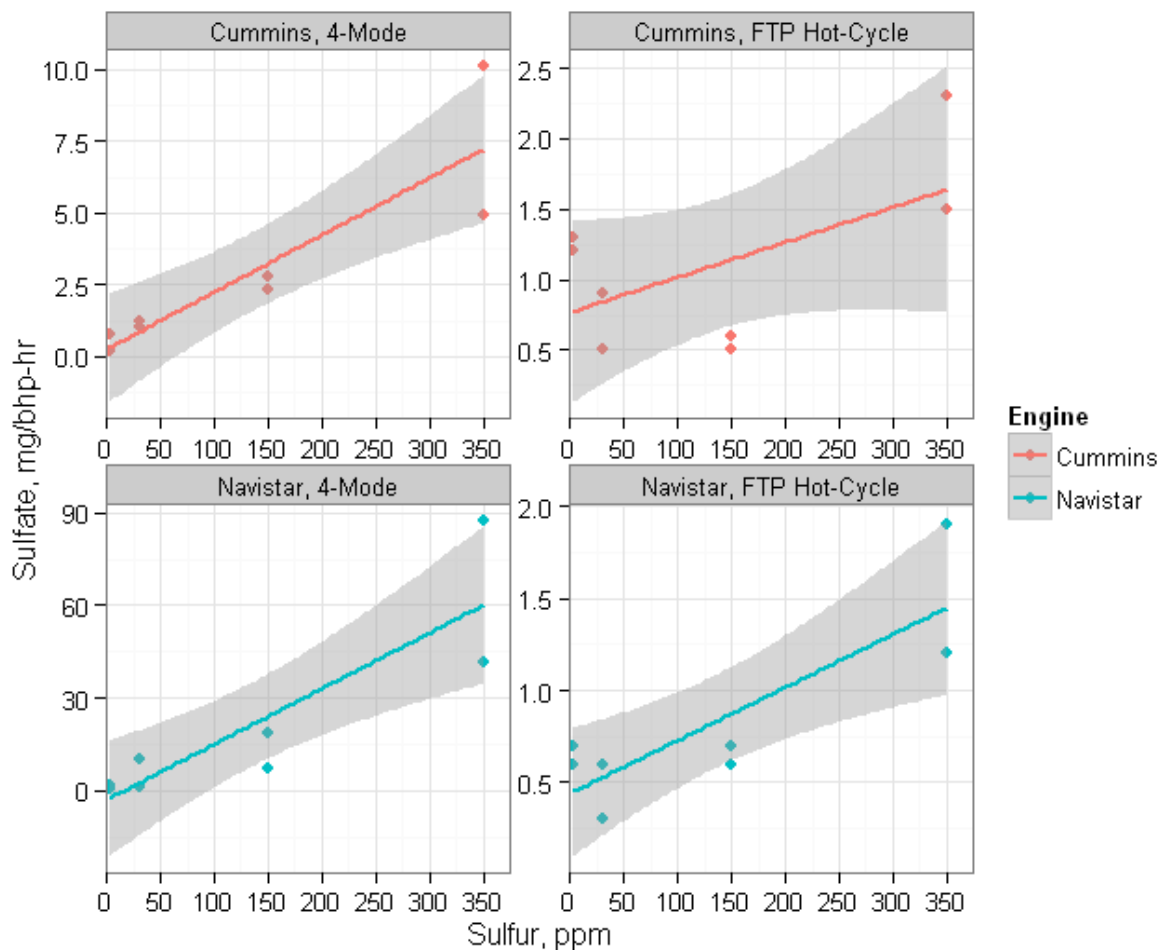 Cummins, 4-Mode
Cummins, FTP Hot-Cycle
10.0
7.5
5.0
2.5
0.0
2.5
2.0
1.5
1.0
0.5
0 50 100 150 200 250 300 350
0 50 100 150 200 250 300 350
Navistar, 4-Mode
Navistar, FTP Hot-Cycle
90
60
30
0
2.0
1.5
1.0
0.5
0 50 100 150 200 250 300 350
0 50 100 150 200 250 300 350
Sulfate, mg/bhp-hr
Sulfur, ppm
Engine
Cummins
Navistar